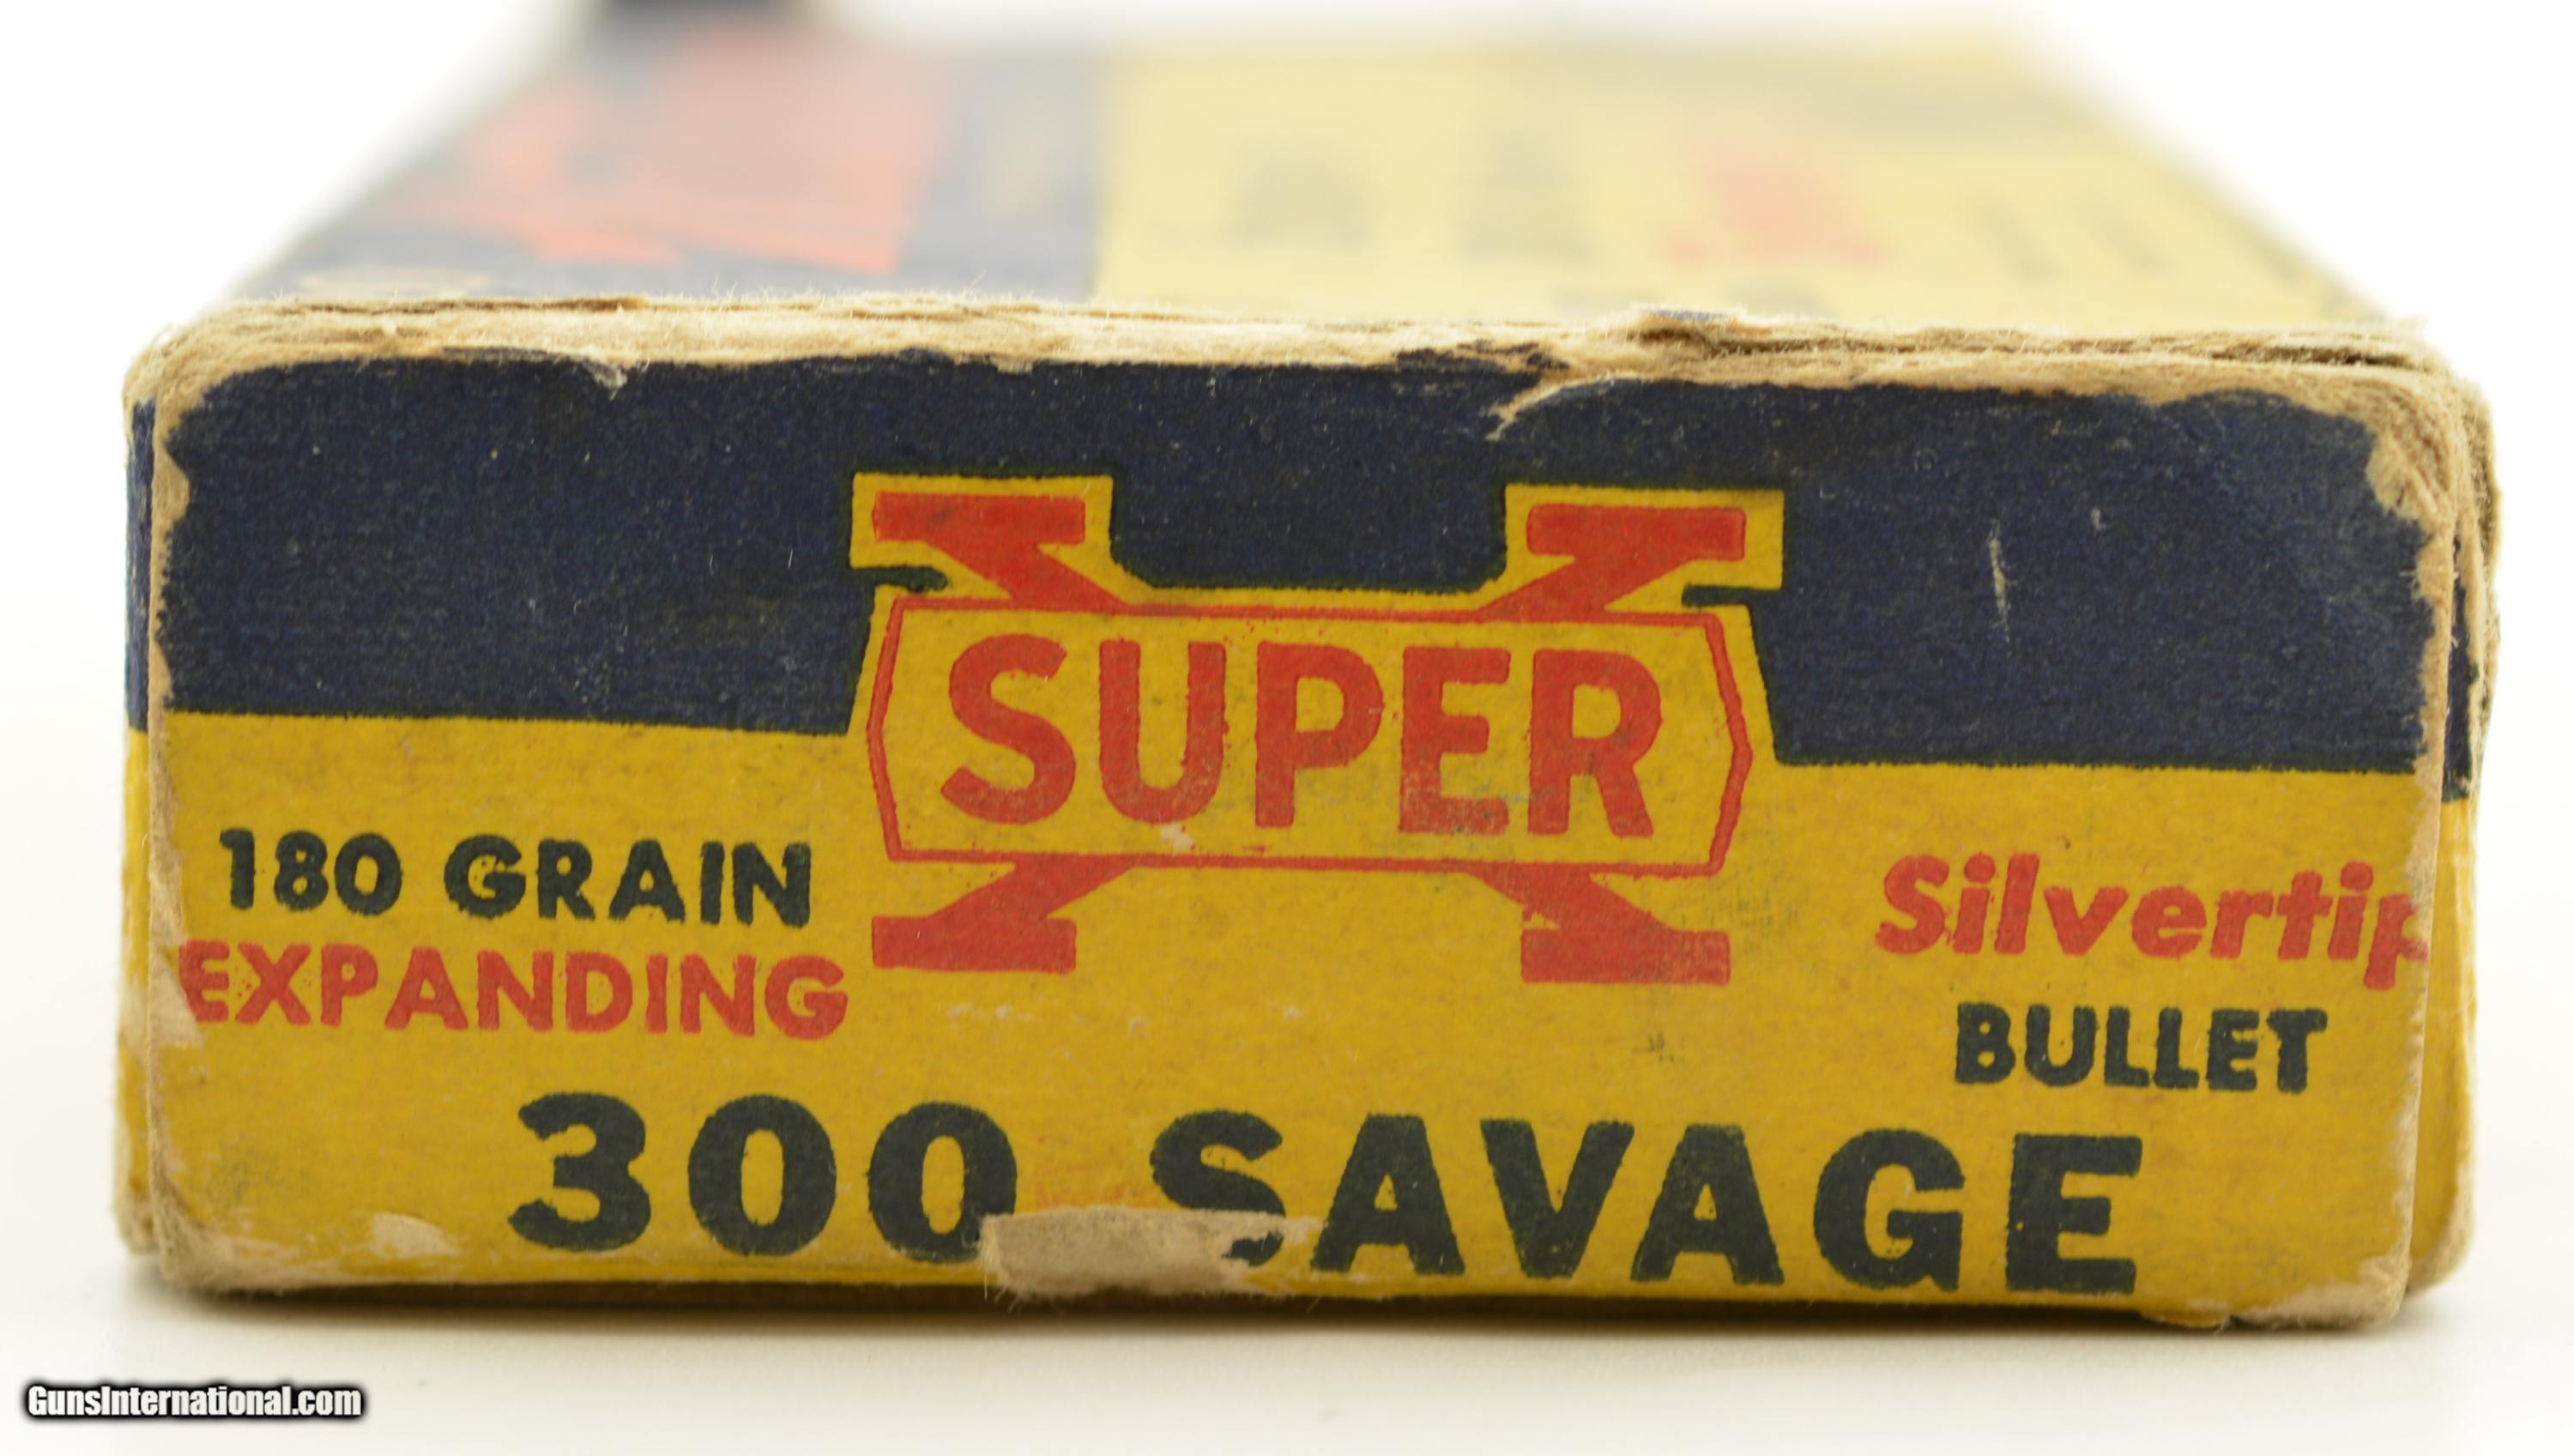 SUPER
X
180 GRAIN
EXPANDING
Silvertip
BULLET
300 SAVAGE
GunsInternational.com